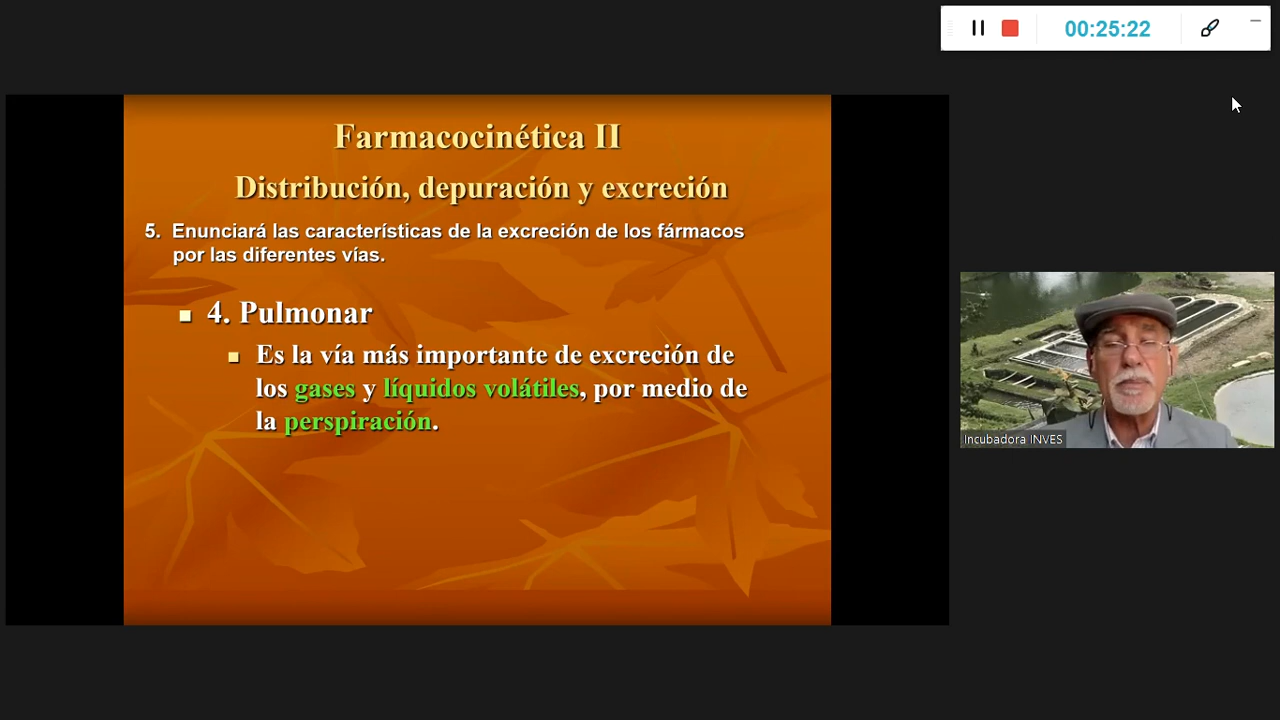 00:25:22
Farmacocinética II
Distribución, depuración y excreción
5. Enunciará las características de la excreción de los fármacos
por las diferentes vías.
4. Pulmonar
Es la vía más importante de excreción de
los gases y líquidos volátiles, por medio de
la perspiración.
Incubadora INVES